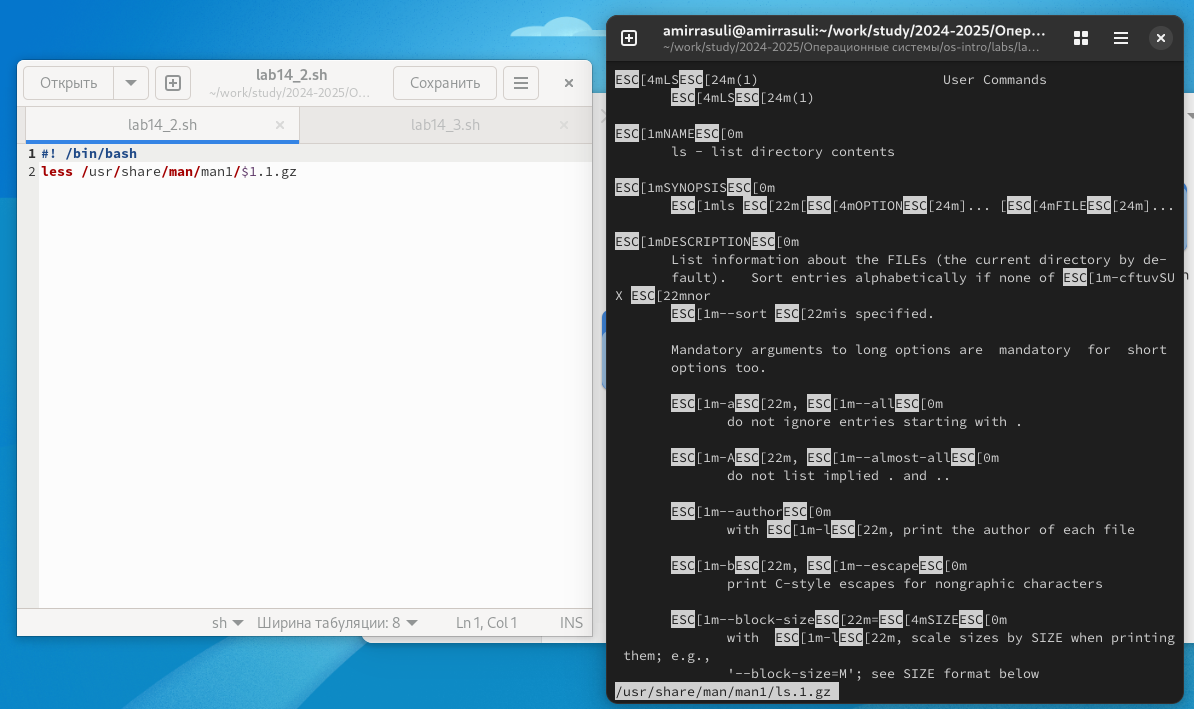 Открыть
lab14_2.sh
~/work/study/2024-2025/О...
Сохранить
lab14_2.sh
lab14_3.sh
1 #! /bin/bash
2 less /usr/share/man/man1/$1.1.gz
sh
Ширина табуляции: 8
Ln 1, Col 1
INS
amirrasuli@amirrasuli:~/work/study/2024-2025/Опер...
~/work/study/2024-2025/Операционные системы/os-intro/labs/la...
ESC[4mLSESC[24m(1) User Commands
ESC[4mLSESC[24m(1)
ESC[1mNAMEESC[0m
ls - list directory contents
ESC[1mSYNOPSISESC[0m
ESC[1mls ESC[22m[ESC[4mOPTIONESC[24m]... [ESC[4mFILEESC[24m]...
ESC[1mDESCRIPTIONESC[0m
List information about the FILEs (the current directory by de-
fault). Sort entries alphabetically if none of ESC[1m-cftuvSU
X ESC[22mnor
ESC[1m--sort ESC[22mis specified.
Mandatory arguments to long options are mandatory for short
options too.
ESC[1m-aESC[22m, ESC[1m--allESC[0m
do not ignore entries starting with .
ESC[1m-AESC[22m, ESC[1m--almost-allESC[0m
do not list implied . and ..
ESC[1m--authorESC[0m
with ESC[1m-lESC[22m, print the author of each file
ESC[1m-bESC[22m, ESC[1m--escapeESC[0m
print C-style escapes for nongraphic characters
ESC[1m--block-sizeESC[22m=ESC[4mSIZEESC[0m
with ESC[1m-lESC[22m, scale sizes by SIZE when printing
them; e.g.,
'--block-size=M'; see SIZE format below
/usr/share/man/man1/ls.1.gz